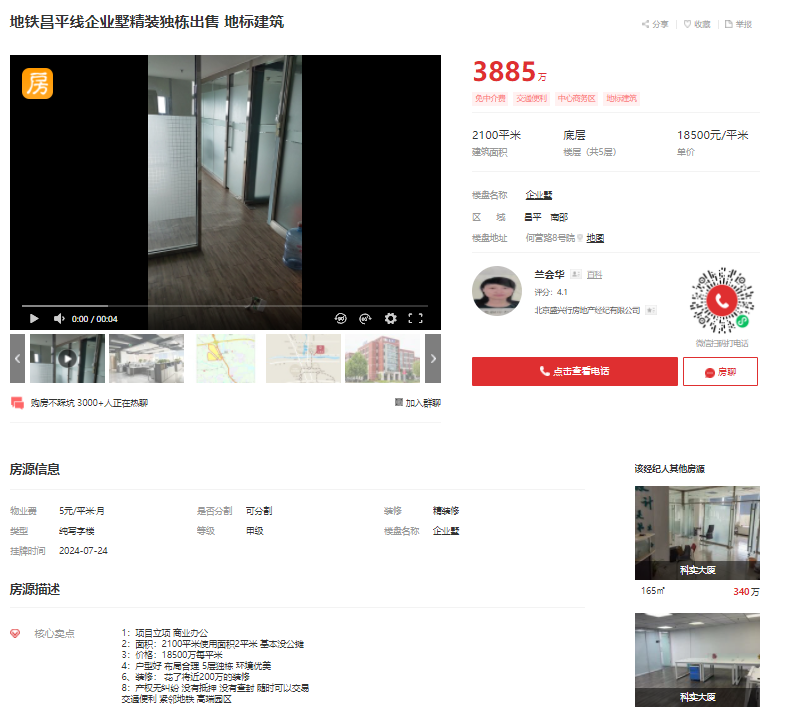 地铁昌平线企业墅精装独栋出售 地标建筑
分享 收藏 举报
房
0:00 / 00:04
购房不踩坑 3000+人正在热聊
加入群聊
3885万
免中介费 交通便利 中心商务区 地标建筑
2100平米 底层 18500元/平米
建筑面积 楼层（共5层） 单价
楼盘名称 企业墅
区 域 昌平 南邵
楼盘地址 何营路8号院 地图
兰会华 百科
评分：4.1
北京盛兴行房地产经纪有限公司
微信扫码打电话
点击查看电话
房聊
房源信息
物业费 5元/平米·月 是否分割 可分割 装修 精装修
类型 纯写字楼 等级 甲级 楼盘名称 企业墅
挂牌时间 2024-07-24
房源描述
核心卖点
1：项目立项 商业办公
2：面积：2100平米使用面积2平米 基本没公摊
3：价格：18500万每平米
4：户型好 布局合理 5层独栋 环境优美
6、装修： 花了将近200万的装修
8：产权无纠纷 没有抵押 没有查封 随时可以交易
交通便利 紧邻地铁 高端园区
该经纪人其他房源
科实大厦
165㎡ 340万
科实大厦